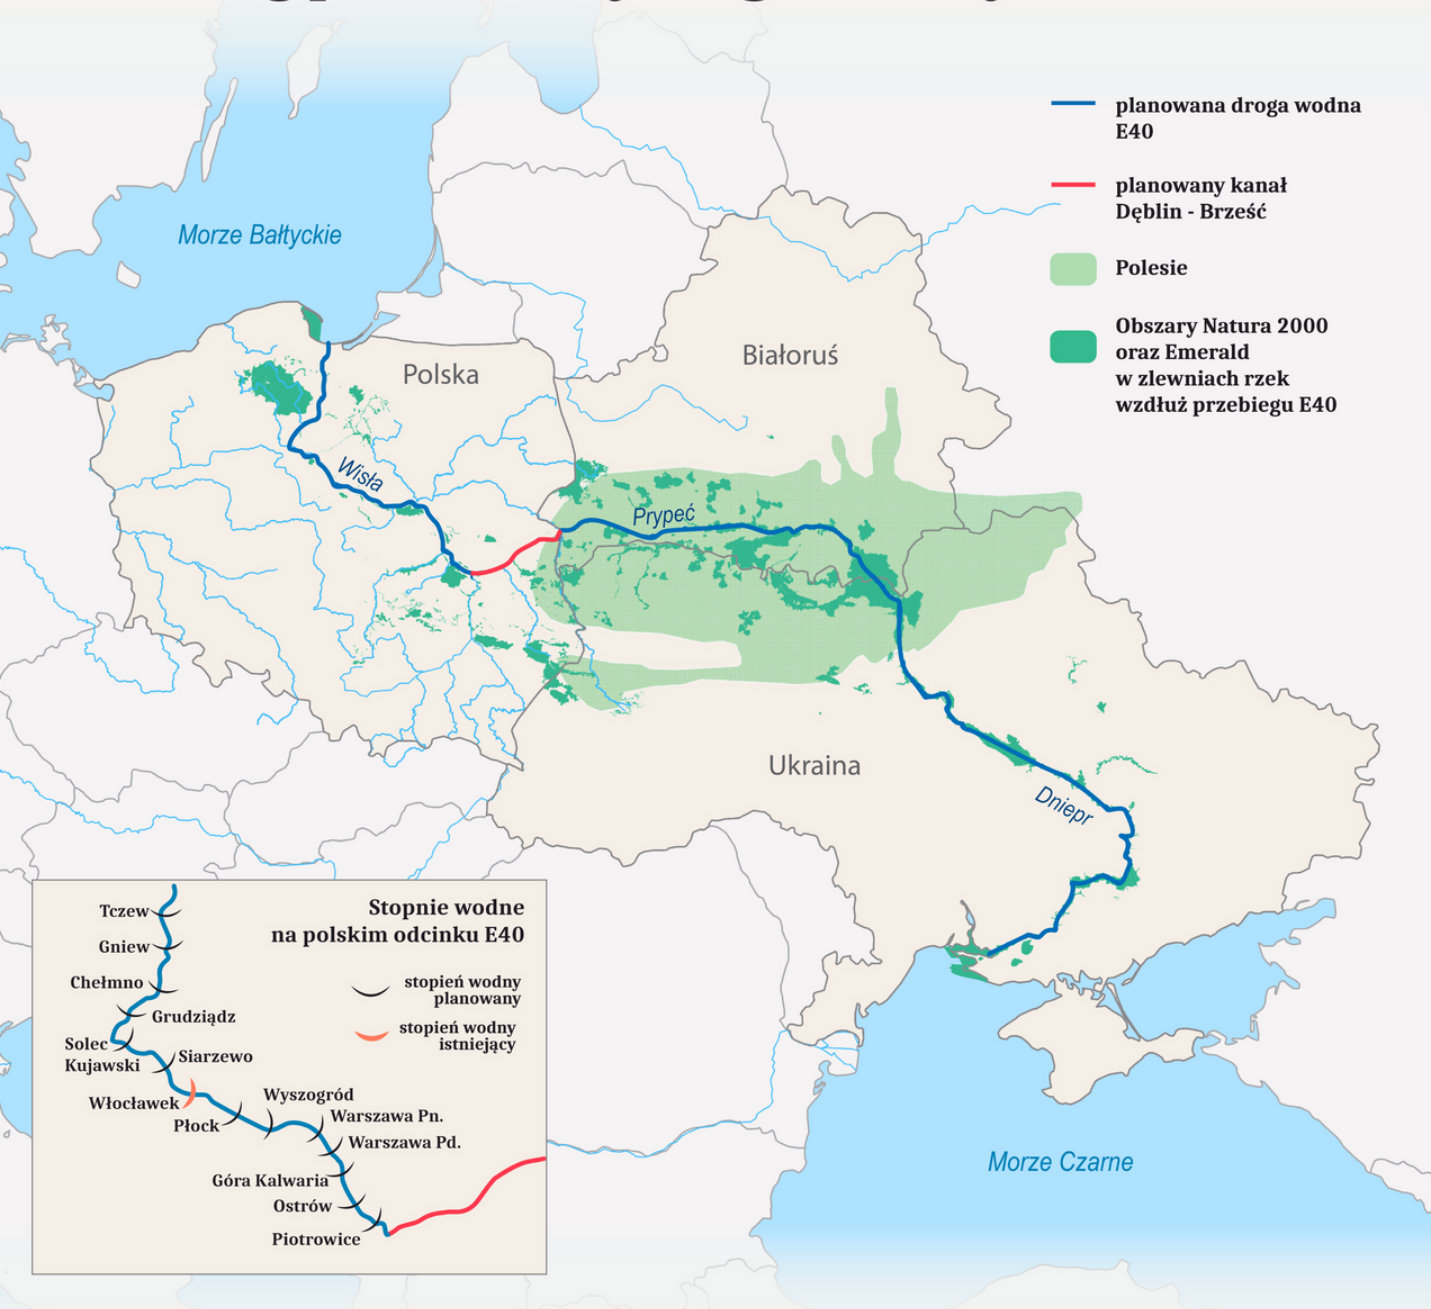 planowana droga wodna
E40
planowany kanał
Dęblin - Brześć
Polesie
Obszary Natura 2000
oraz Emerald
w zlewniach rzek
wzdłuż przebiegu E40
Morze Bałtyckie
Polska
Białoruś
Wisła
Prypeć
Ukraina
Dniepr
Morze Czarne
Stopnie wodne
na polskim odcinku E40
stopień wodny
planowany
stopień wodny
istniejący
Tczew
Gniew
Chełmno
Grudziądz
Solec
Kujawski
Siarzewo
Włocławek
Płock
Wyszogród
Warszawa Pn.
Warszawa Pd.
Góra Kalwaria
Ostrów
Piotrowice